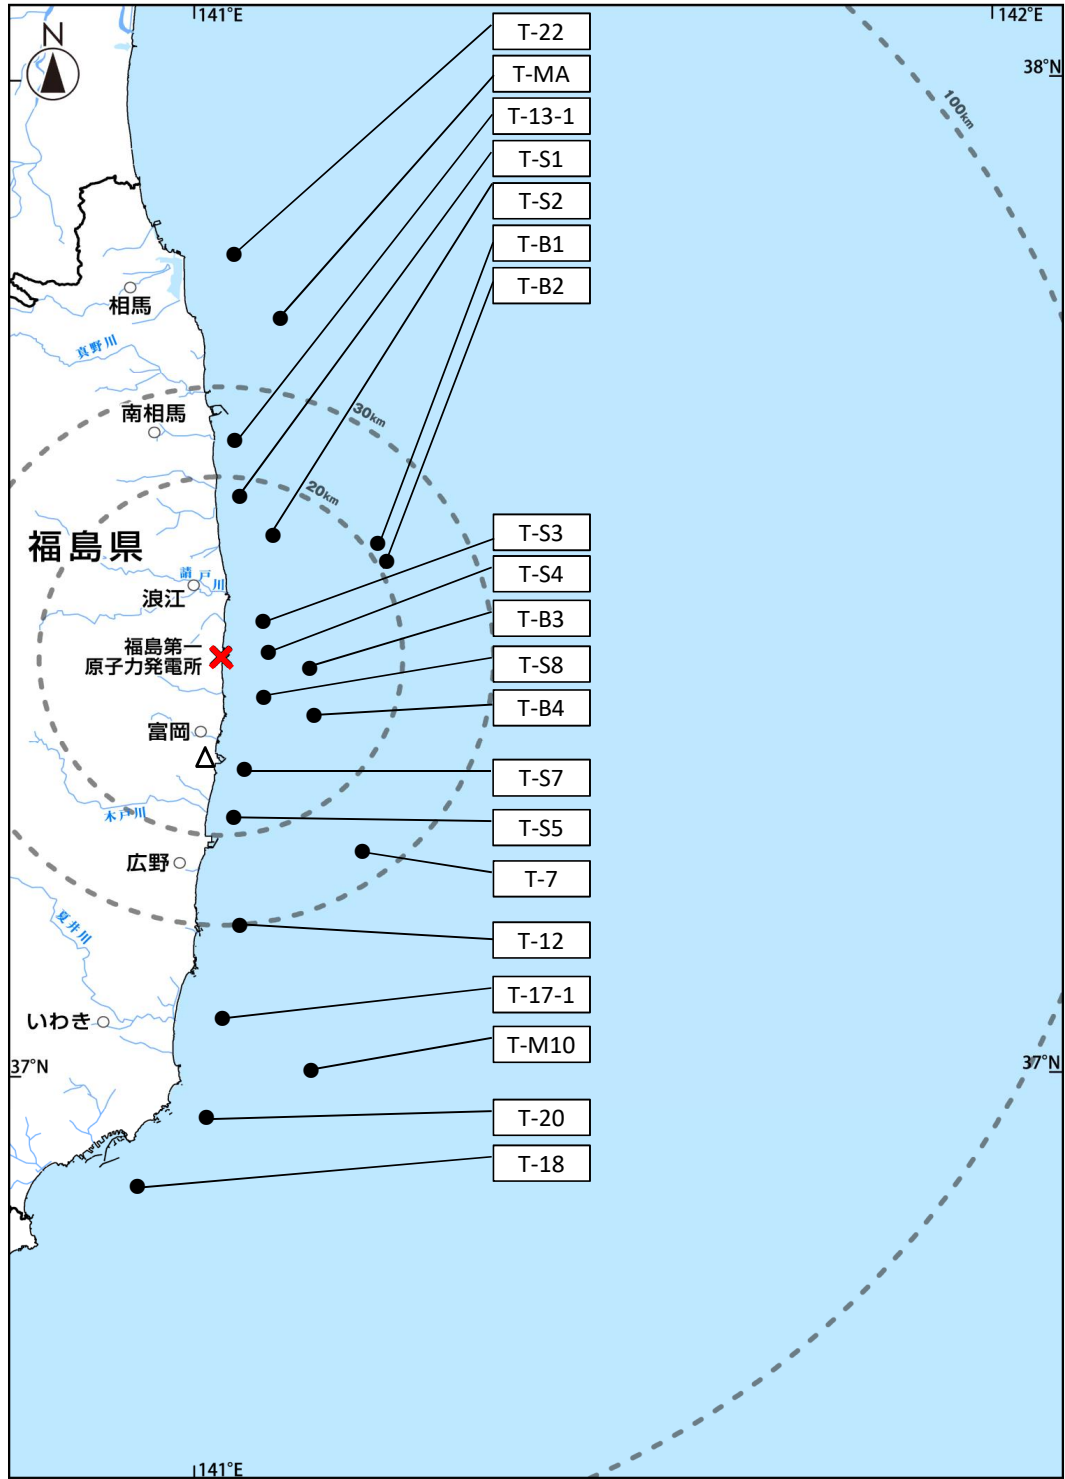 141°E
142°E
N
38°N
T-22
T-MA
T-13-1
T-S1
T-S2
T-B1
T-B2
100km
相馬
真野川
30km
南相馬
20km
福島県
T-S3
請戸川
浪江
T-S4
T-B3
福島第一
原子力発電所
T-S8
T-B4
富岡
T-S7
木戸川
T-S5
広野
T-7
夏井川
T-12
T-17-1
いわき
T-M10
37°N
37°N
T-20
T-18
141°E